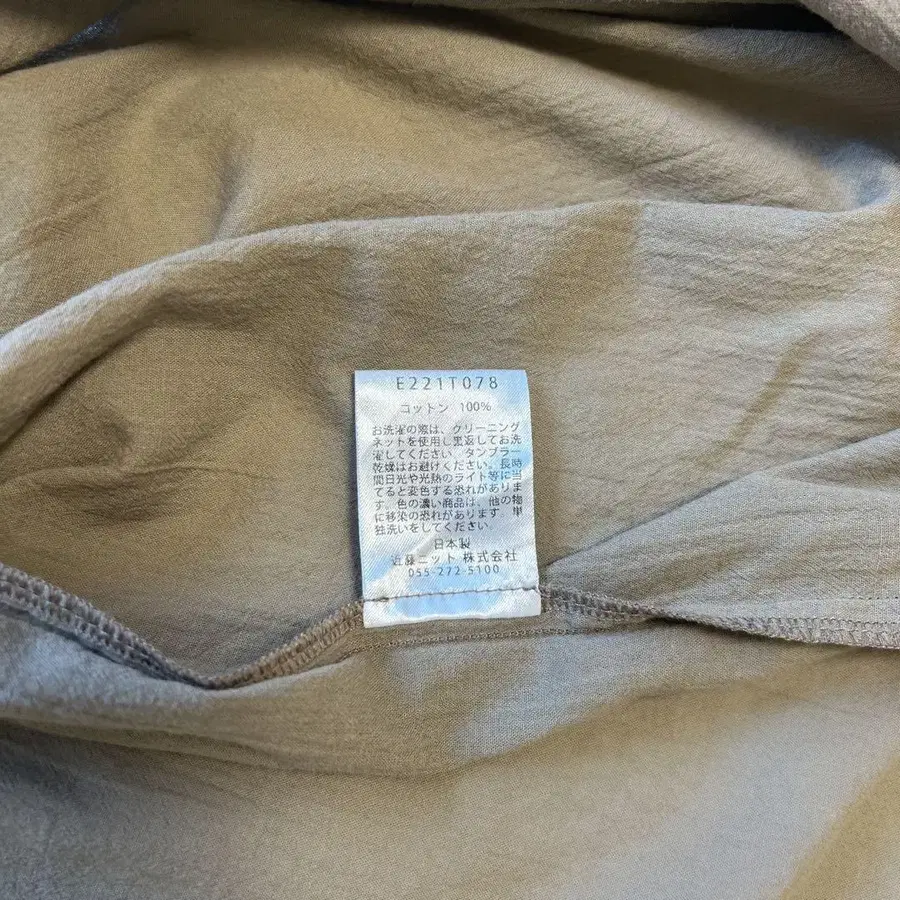 E221T078
コットン 100%
お洗濯の際は、クリーニング
ネットを使用し裏返してお洗
濯してください。タンブラー
乾燥はお避けください。長時
間日光や光熱のライト等に当
てると変色する恐れがありま
す。色の濃い商品は、他の物
に移染の恐れがあります。単
独洗いをしてください。
日本製
近藤ニット 株式会社
055-272-5100